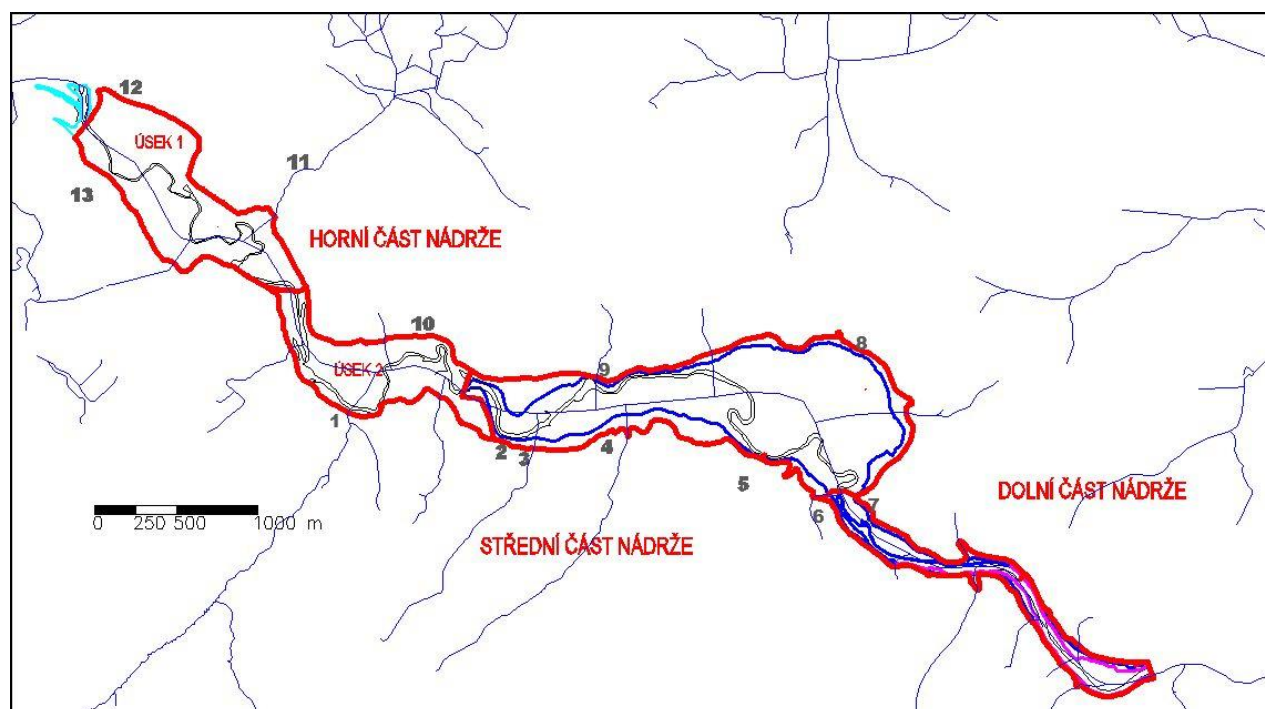 12
ÚSEK 1
11
13
HORNÍ ČÁST NÁDRŽE
10
8
9
ÚSEK 2
1
2
3
4
5
7
6
DOLNÍ ČÁST NÁDRŽE
0 250 500 1000 m
STŘEDNÍ ČÁST NÁDRŽE